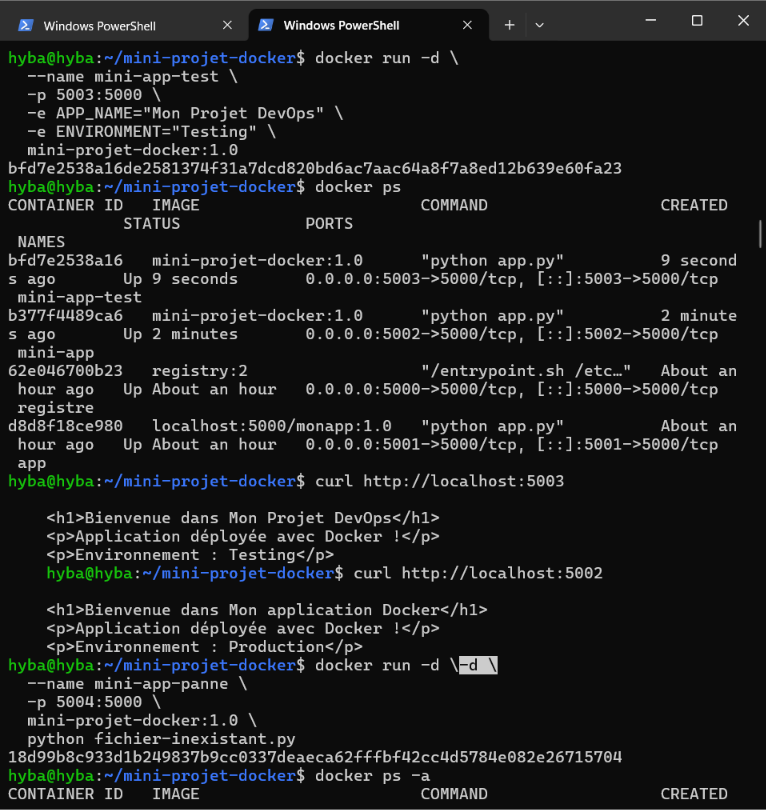 Windows PowerShell
Windows PowerShell
hyba@hyba:~/mini-projet-docker$ docker run -d \
  --name mini-app-test \
  -p 5003:5000 \
  -e APP_NAME="Mon Projet DevOps" \
  -e ENVIRONMENT="Testing" \
  mini-projet-docker:1.0
bfd7e2538a16de2581374f31a7dcd820bd6ac7aac64a8f7a8ed12b639e60fa23
hyba@hyba:~/mini-projet-docker$ docker ps
CONTAINER ID   IMAGE                       COMMAND                  CREATED
            STATUS             PORTS
 NAMES
bfd7e2538a16   mini-projet-docker:1.0      "python app.py"          9 second
s ago       Up 9 seconds       0.0.0.0:5003->5000/tcp, [::]:5003->5000/tcp
 mini-app-test
b377f4489ca6   mini-projet-docker:1.0      "python app.py"          2 minute
s ago       Up 2 minutes       0.0.0.0:5002->5000/tcp, [::]:5002->5000/tcp
 mini-app
62e046700b23   registry:2                  "/entrypoint.sh /etc…"   About an
 hour ago   Up About an hour   0.0.0.0:5000->5000/tcp, [::]:5000->5000/tcp
 registre
d8d8f18ce980   localhost:5000/monapp:1.0   "python app.py"          About an
 hour ago   Up About an hour   0.0.0.0:5001->5000/tcp, [::]:5001->5000/tcp
 app
hyba@hyba:~/mini-projet-docker$ curl http://localhost:5003
    <h1>Bienvenue dans Mon Projet DevOps</h1>
    <p>Application déployée avec Docker !</p>
    <p>Environnement : Testing</p>
    hyba@hyba:~/mini-projet-docker$ curl http://localhost:5002
    <h1>Bienvenue dans Mon application Docker</h1>
    <p>Application déployée avec Docker !</p>
    <p>Environnement : Production</p>
hyba@hyba:~/mini-projet-docker$ docker run -d \-d \
  --name mini-app-panne \
  -p 5004:5000 \
  mini-projet-docker:1.0 \
  python fichier-inexistant.py
18d99b8c933d1b249837b9cc0337deaeca62fffbf42cc4d5784e082e26715704
hyba@hyba:~/mini-projet-docker$ docker ps -a
CONTAINER ID   IMAGE                       COMMAND                  CREATED